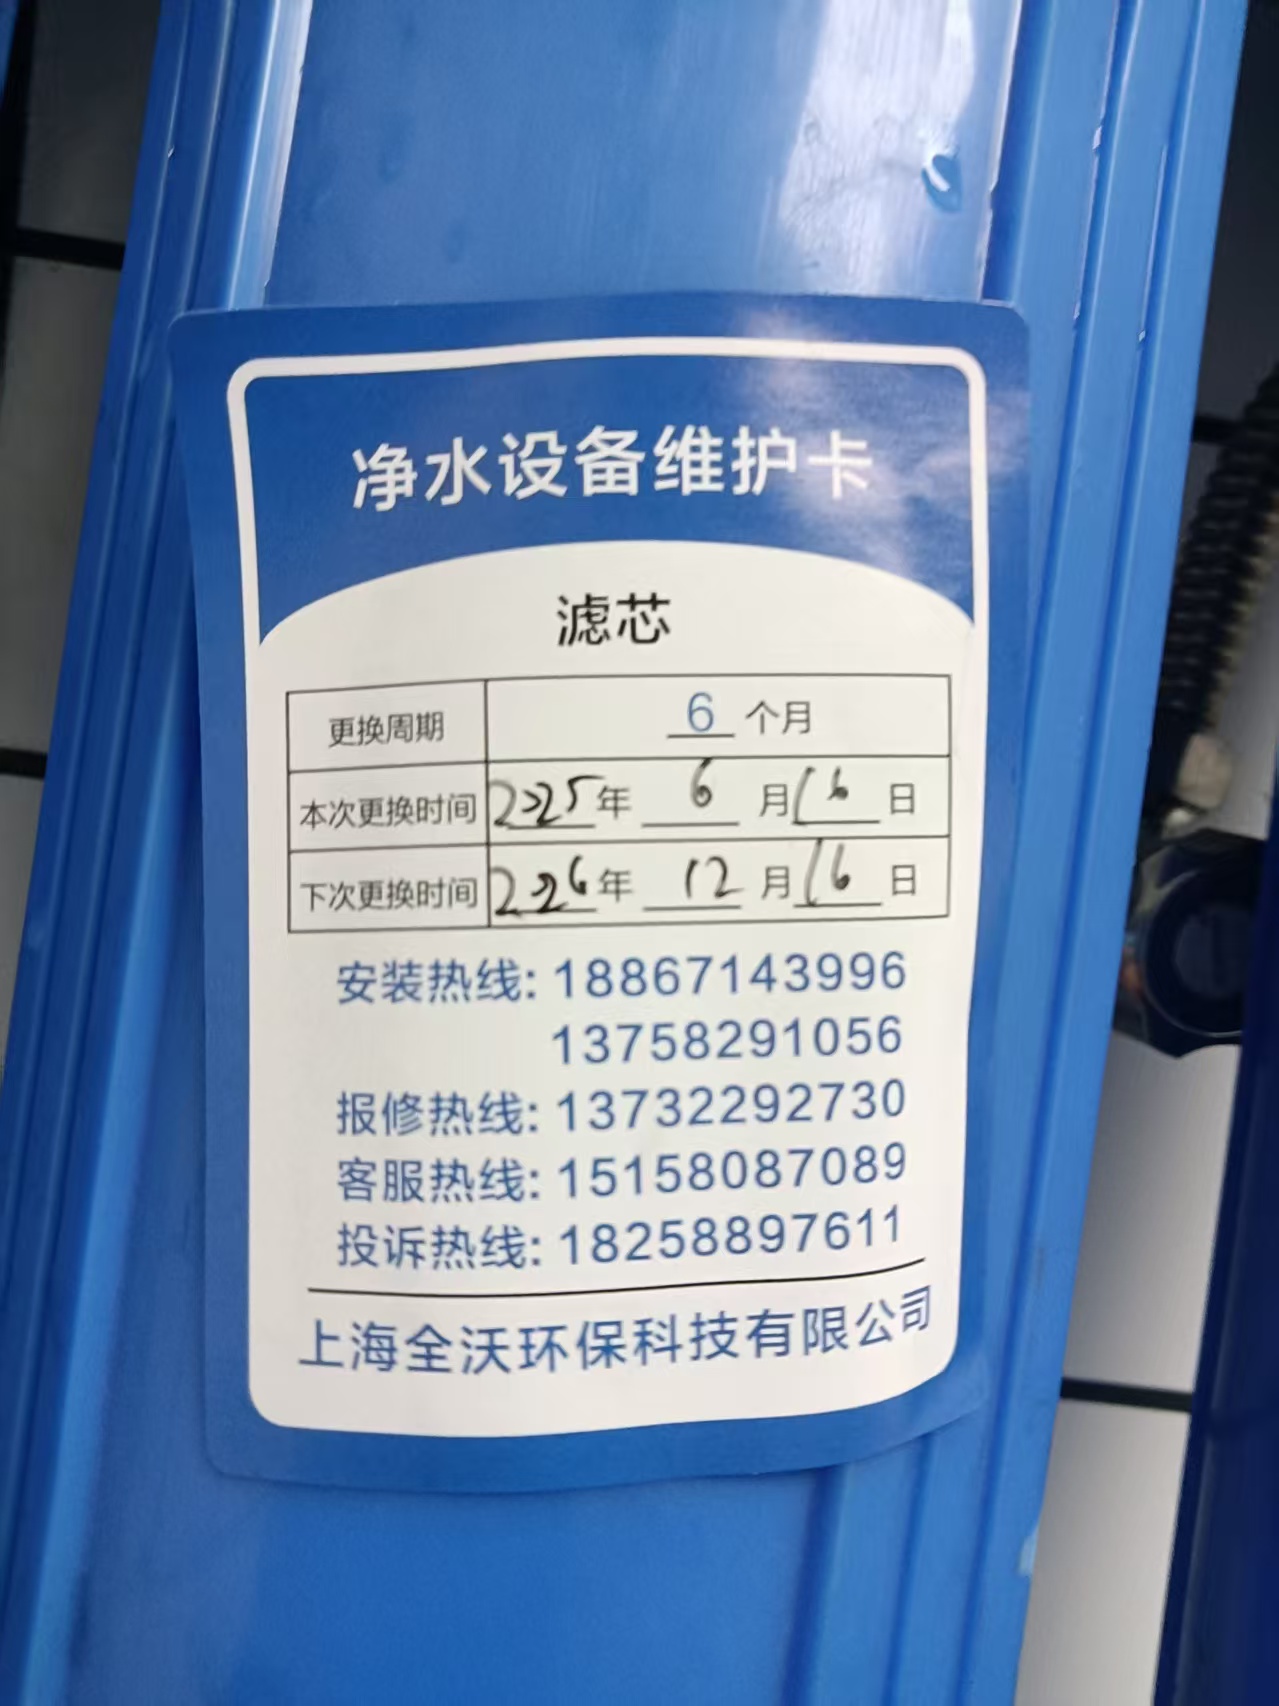 净水设备维护卡
滤芯
更换周期 6 个月
本次更换时间 2025年 6 月16日
下次更换时间 2026年 12 月16日
安装热线: 18867143996
13758291056
报修热线: 13732292730
客服热线: 15158087089
投诉热线: 18258897611
上海全沃环保科技有限公司